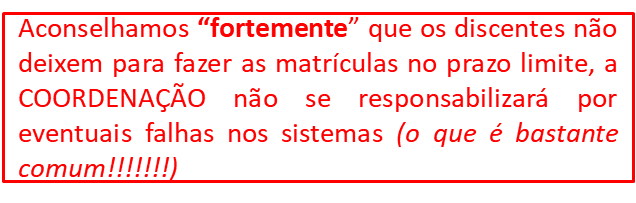 Aconselhamos “fortemente” que os discentes não
deixem para fazer as matrículas no prazo limite, a
COORDENAÇÃO não se responsabilizará por
eventuais falhas nos sistemas (o que é bastante
comum!!!!!!!)